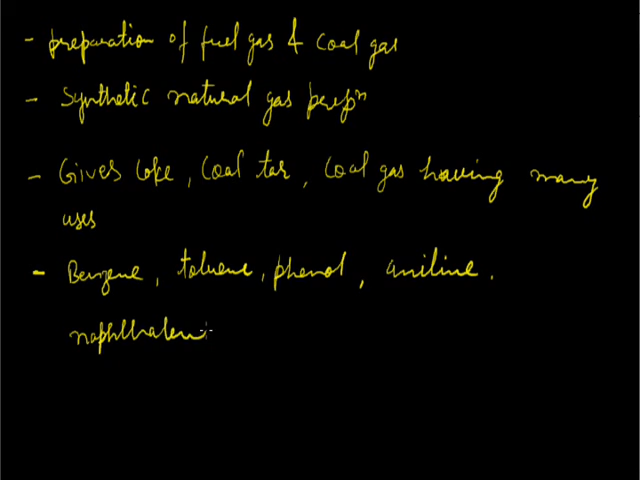 - preparation of fuel gas & coal gas
- Synthetic natural gas prepⁿ
- Gives Coke, Coal tar, Coal gas having many
uses
- Benzene, toluene, phenol, aniline.
naphthalen